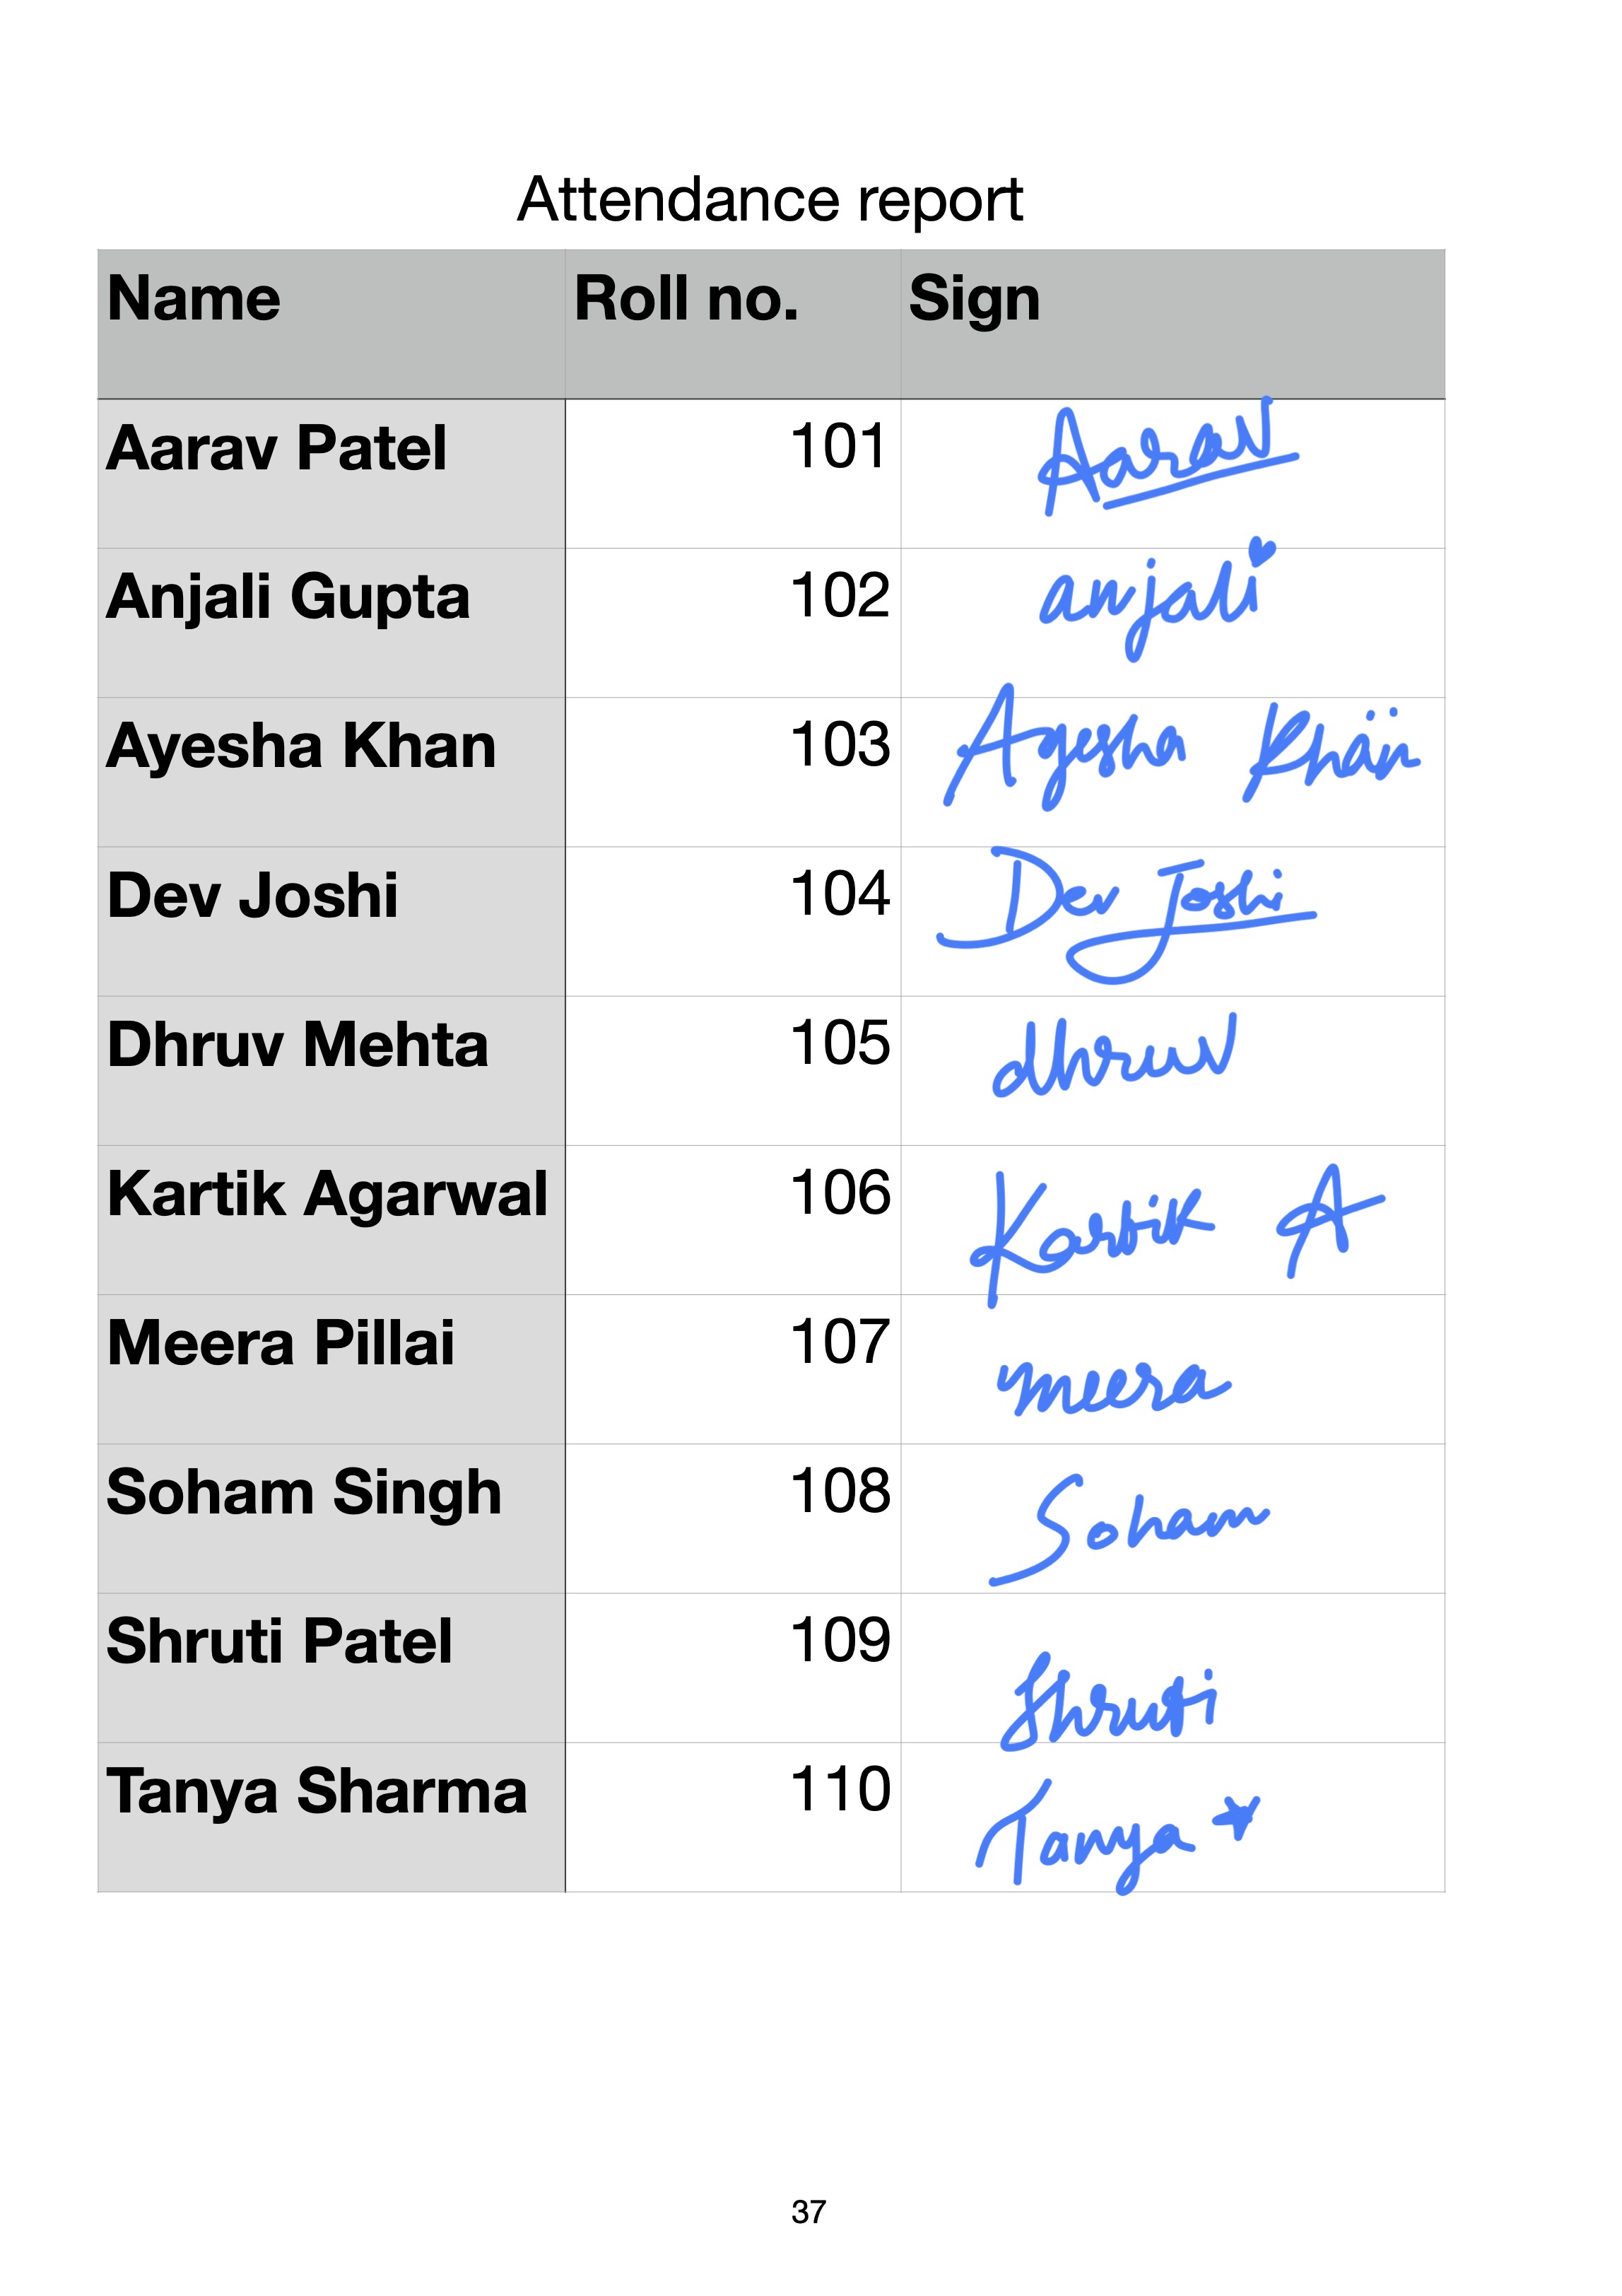 Attendance report
Name Roll no. Sign
Aarav Patel 101 Aarav
Anjali Gupta 102 anjali
Ayesha Khan 103 Ayesha Khan
Dev Joshi 104 Dev Joshi
Dhruv Mehta 105 dhruv
Kartik Agarwal 106 Kartik A
Meera Pillai 107 meera
Soham Singh 108 Soham
Shruti Patel 109 Shruti
Tanya Sharma 110 Tanya
37